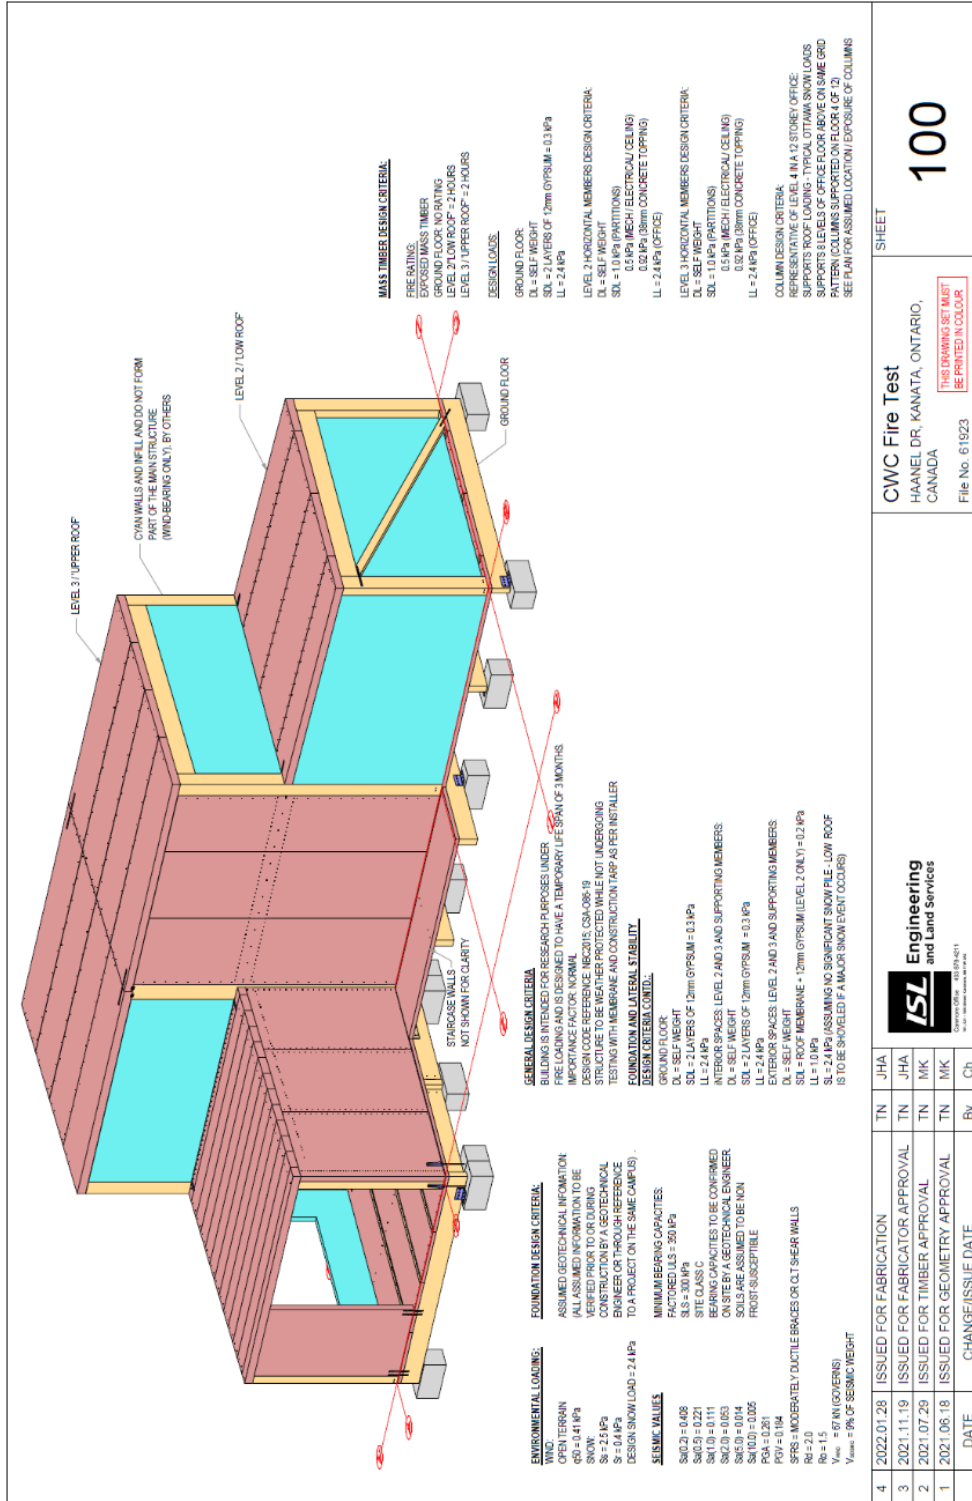 LEVEL 3 / 'UPPER ROOF'
CYAN WALLS AND INFILL AND DO NOT FORM
PART OF THE MAIN STRUCTURE
(WIND-BEARING ONLY). BY OTHERS
LEVEL 2 / 'LOW ROOF'
GROUND FLOOR
STAIRCASE WALLS
NOT SHOWN FOR CLARITY
ENVIRONMENTAL LOADING:
WIND:
OPEN TERRAIN
q50 = 0.41 kPa
SNOW:
Ss = 2.5 kPa
Sr = 0.4 kPa
DESIGN SNOW LOAD = 2.4 kPa
SEISMIC VALUES
Sa(0.2) = 0.408
Sa(0.5) = 0.221
Sa(1.0) = 0.111
Sa(2.0) = 0.053
Sa(5.0) = 0.014
Sa(10.0) = 0.005
PGA = 0.261
PGV = 0.184
SFRS = MODERATELY DUCTILE BRACES OR CLT SHEAR WALLS
Rd = 2.0
Ro = 1.5
= 67 kN (GOVERNS)
= 9% OF SEISMIC WEIGHT
FOUNDATION DESIGN CRITERIA:
ASSUMED GEOTECHNICAL INFOMATION:
(ALL ASSUMED INFORMATION TO BE
VERIFIED PRIOR TO OR DURING
CONSTRUCTION BY A GEOTECHNICAL
ENGINEER OR THROUGH REFERENCE
TO A PROJECT ON THE SAME CAMPUS) .
MINIMUM BEARING CAPACITIES:
FACTORED ULS = 350 kPa
SLS = 300 kPa
SITE CLASS C
BEARING CAPACITIES TO BE CONFIRMED
ON SITE BY A GEOTECHNICAL ENGINEER.
SOILS ARE ASSUMED TO BE NON
FROST-SUSCEPTIBLE
GENERAL DESIGN CRITERIA
BUILDING IS INTENDED FOR RESEARCH PURPOSES UNDER
FIRE LOADING AND IS DESIGNED TO HAVE A TEMPORARY LIFE SPAN OF 3 MONTHS.
IMPORTANCE FACTOR: NORMAL
DESIGN CODE REFERENCE: NBC2015; CSA-O86-19
STRUCTURE TO BE WEATHER PROTECTED WHILE NOT UNDERGOING
TESTING WITH MEMBRANE AND CONSTRUCTION TARP AS PER INSTALLER
FOUNDATION AND LATERAL STABILITY
DESIGN CRITERIA CONTD.:
GROUND FLOOR:
DL = SELF WEIGHT
SDL = 2 LAYERS OF 12mm GYPSUM = 0.3 kPa
LL = 2.4 kPa
INTERIOR SPACES: LEVEL 2 AND 3 AND SUPPORTING MEMBERS:
DL = SELF WEIGHT
SDL = 2 LAYERS OF 12mm GYPSUM = 0.3 kPa
LL = 2.4 kPa
EXTERIOR SPACES: LEVEL 2 AND 3 AND SUPPORTING MEMBERS:
DL = SELF WEIGHT
SDL = ROOF MEMBRANE + 12mm GYPSUM (LEVEL 2 ONLY) = 0.2 kPa
LL = 1.0 kPa
SL = 2.4 kPa (ASSUMING NO SIGNIFICANT SNOW PILE - LOW ROOF
IS TO BE SHOVELED IF A MAJOR SNOW EVENT OCCURS)
MASS TIMBER DESIGN CRITERIA:
FIRE RATING:
EXPOSED MASS TIMBER
GROUND FLOOR: NO RATING
LEVEL 2/'LOW ROOF' = 2 HOURS
LEVEL 3 / 'UPPER ROOF' = 2 HOURS
DESIGN LOADS:
GROUND FLOOR:
DL = SELF WEIGHT
SDL = 2 LAYERS OF 12mm GYPSUM = 0.3 kPa
LL = 2.4 kPa
LEVEL 2 HORIZONTAL MEMBERS DESIGN CRITERIA:
DL = SELF WEIGHT
SDL = 1.0 kPa (PARTITIONS)
0.5 kPa (MECH / ELECTRICAL / CEILING)
0.92 kPa (38mm CONCRETE TOPPING)
LL = 2.4 kPa (OFFICE)
LEVEL 3 HORIZONTAL MEMBERS DESIGN CRITERIA:
DL = SELF WEIGHT
SDL = 1.0 kPa (PARTITIONS)
0.5 kPa (MECH / ELECTRICAL / CEILING)
0.92 kPa (38mm CONCRETE TOPPING)
LL = 2.4 kPa (OFFICE)
COLUMN DESIGN CRITERIA:
REPRESENTATIVE OF LEVEL 4 IN A 12 STOREY OFFICE:
SUPPORTS 'ROOF' LOADING - TYPICAL OTTAWA SNOW LOADS
SUPPORTS 8 LEVELS OF OFFICE FLOOR ABOVE ON SAME GRID
PATTERN (COLUMNS SUPPORTED ON FLOOR 4 OF 12)
SEE PLAN FOR ASSUMED LOCATION / EXPOSURE OF COLUMNS
4 2022.01.28 ISSUED FOR FABRICATION TN JHA
3 2021.11.19 ISSUED FOR FABRICATOR APPROVAL TN JHA
2 2021.07.29 ISSUED FOR TIMBER APPROVAL TN MK
1 2021.06.18 ISSUED FOR GEOMETRY APPROVAL TN MK
DATE CHANGE/ISSUE DATE By Ch
ISL Engineering
and Land Services
CWC Fire Test
HAANEL DR, KANATA, ONTARIO,
CANADA
File No. 61923
THIS DRAWING SET MUST
BE PRINTED IN COLOUR
SHEET
100